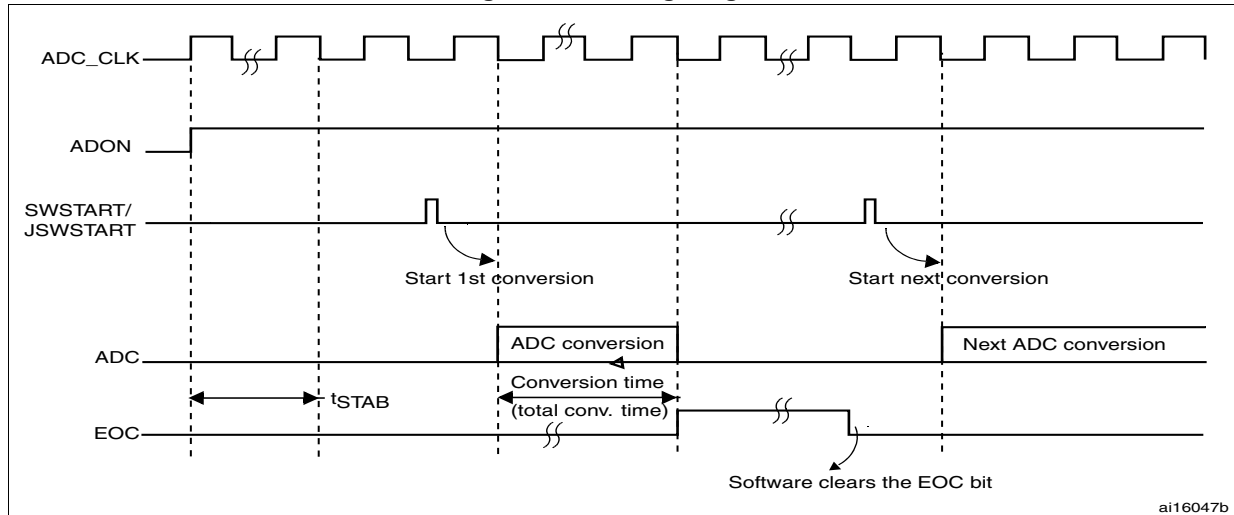 ADC_CLK
ADON
SWSTART/
JSWSTART
Start 1st conversion
Start next conversion
ADC
ADC conversion
Next ADC conversion
Conversion time
(total conv. time)
tSTAB
EOC
Software clears the EOC bit
ai16047b